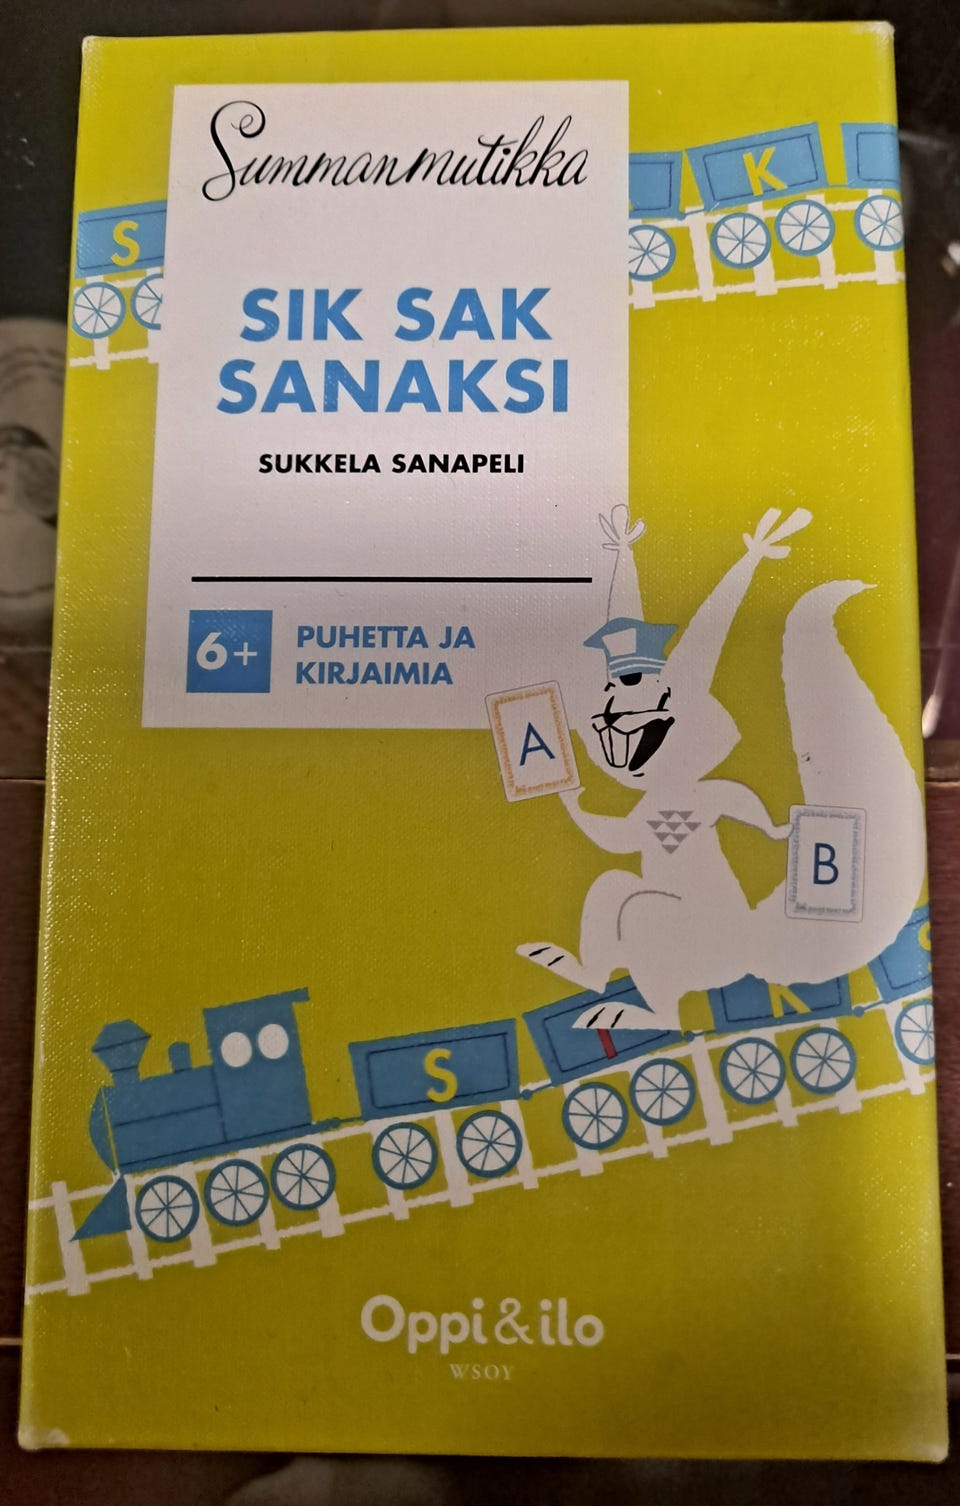 Summanmutikka
S
K
SIK SAK
SANAKSI
SUKKELA SANAPELI
6+
PUHETTA JA
KIRJAIMIA
A
B
S I K S
Oppi&ilo
WSOY